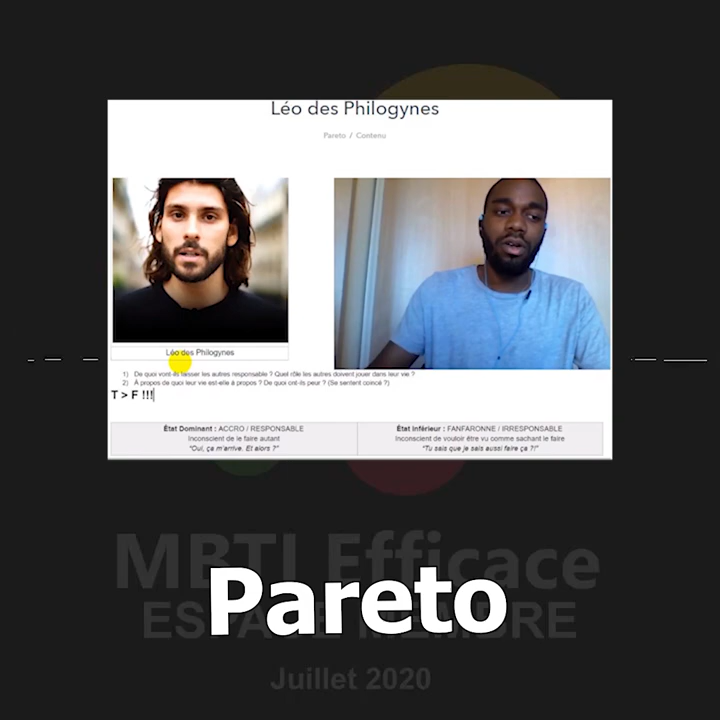 Léo des Philogynes
Pareto / Contenu
Léo des Philogynes
1) De quoi vont-ils laisser les autres responsable ? Quel rôle les autres doivent jouer dans leur vie ?
2) À propos de quoi leur vie est-elle à propos ? De quoi ont-ils peur ? (Se sentent coincé ?)
T > F !!!
État Dominant : ACCRO / RESPONSABLE
Inconscient de le faire autant
"Oui, ça m'arrive. Et alors ?"
État Inférieur : FANFARONNE / IRRESPONSABLE
Inconscient de vouloir être vu comme sachant le faire
"Tu sais que je sais aussi faire ça ?!"
MBTI Efficace
Pareto
ESPACE MEMBRE
Juillet 2020